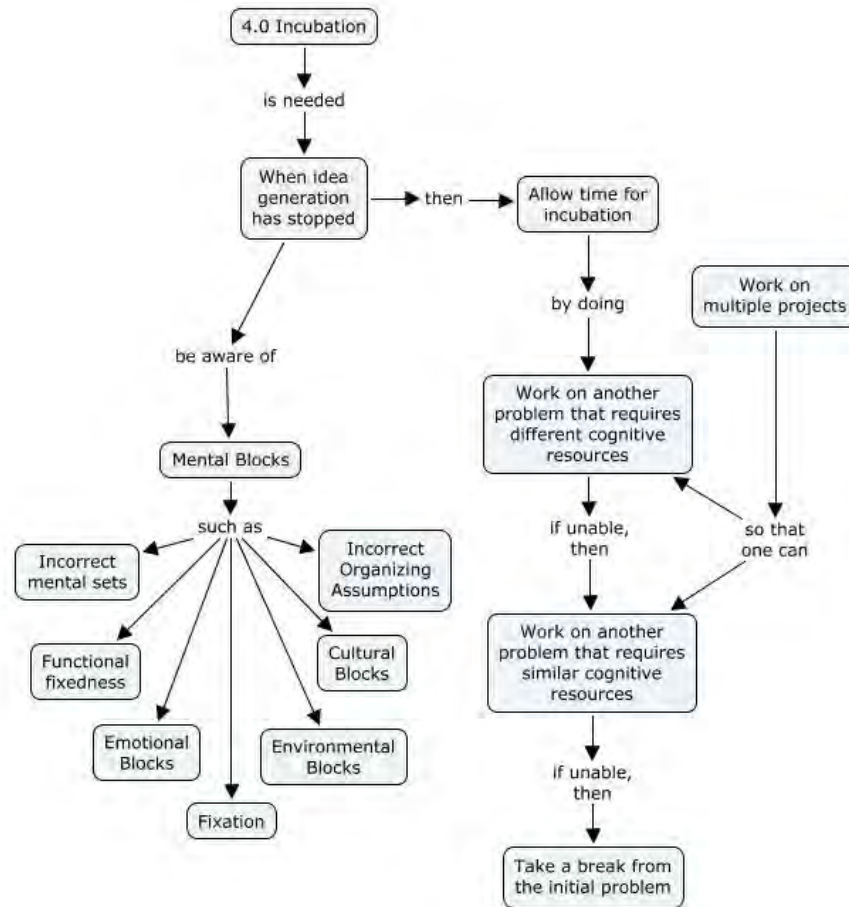 4.0 Incubation
is needed
When idea
generation
has stopped
then
Allow time for
incubation
by doing
Work on
multiple projects
be aware of
Work on another
problem that requires
different cognitive
resources
Mental Blocks
such as
if unable,
then
so that
one can
Incorrect
mental sets
Incorrect
Organizing
Assumptions
Work on another
problem that requires
similar cognitive
resources
Functional
fixedness
Cultural
Blocks
Emotional
Blocks
Environmental
Blocks
Fixation
if unable,
then
Take a break from
the initial problem